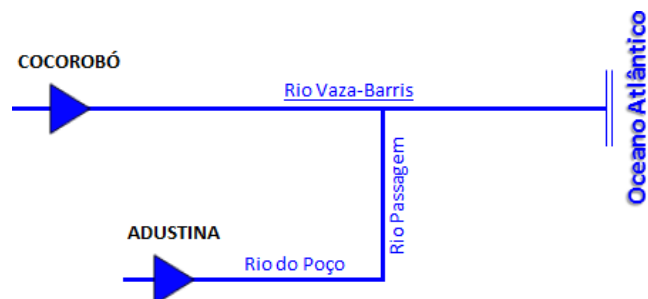 COCOROBÓ
Rio Vaza-Barris
Oceano Atlântico
Rio Passagem
ADUSTINA
Rio do Poço